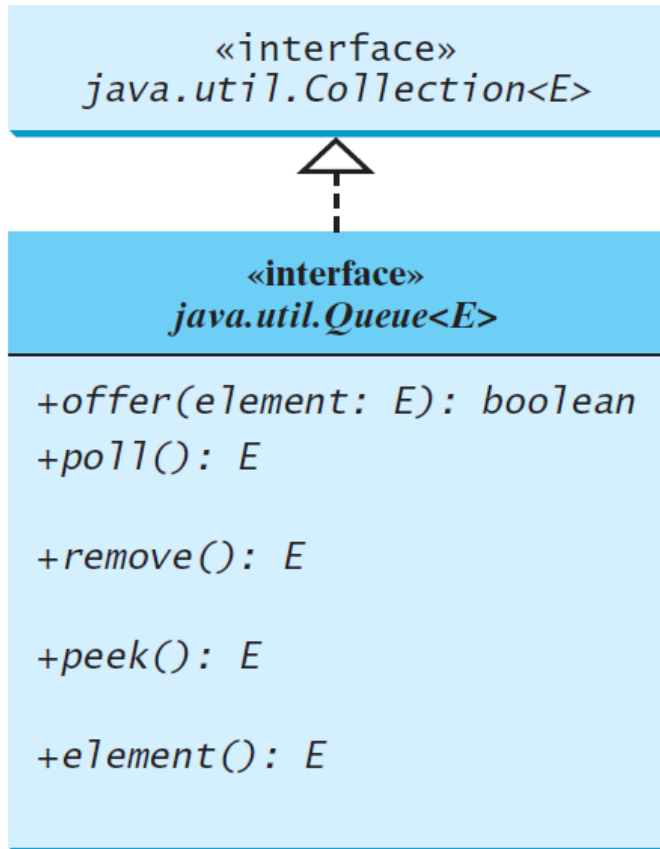 «interface»
java.util.Collection<E>
«interface»
java.util.Queue<E>
+offer(element: E): boolean
+poll(): E
+remove(): E
+peek(): E
+element(): E